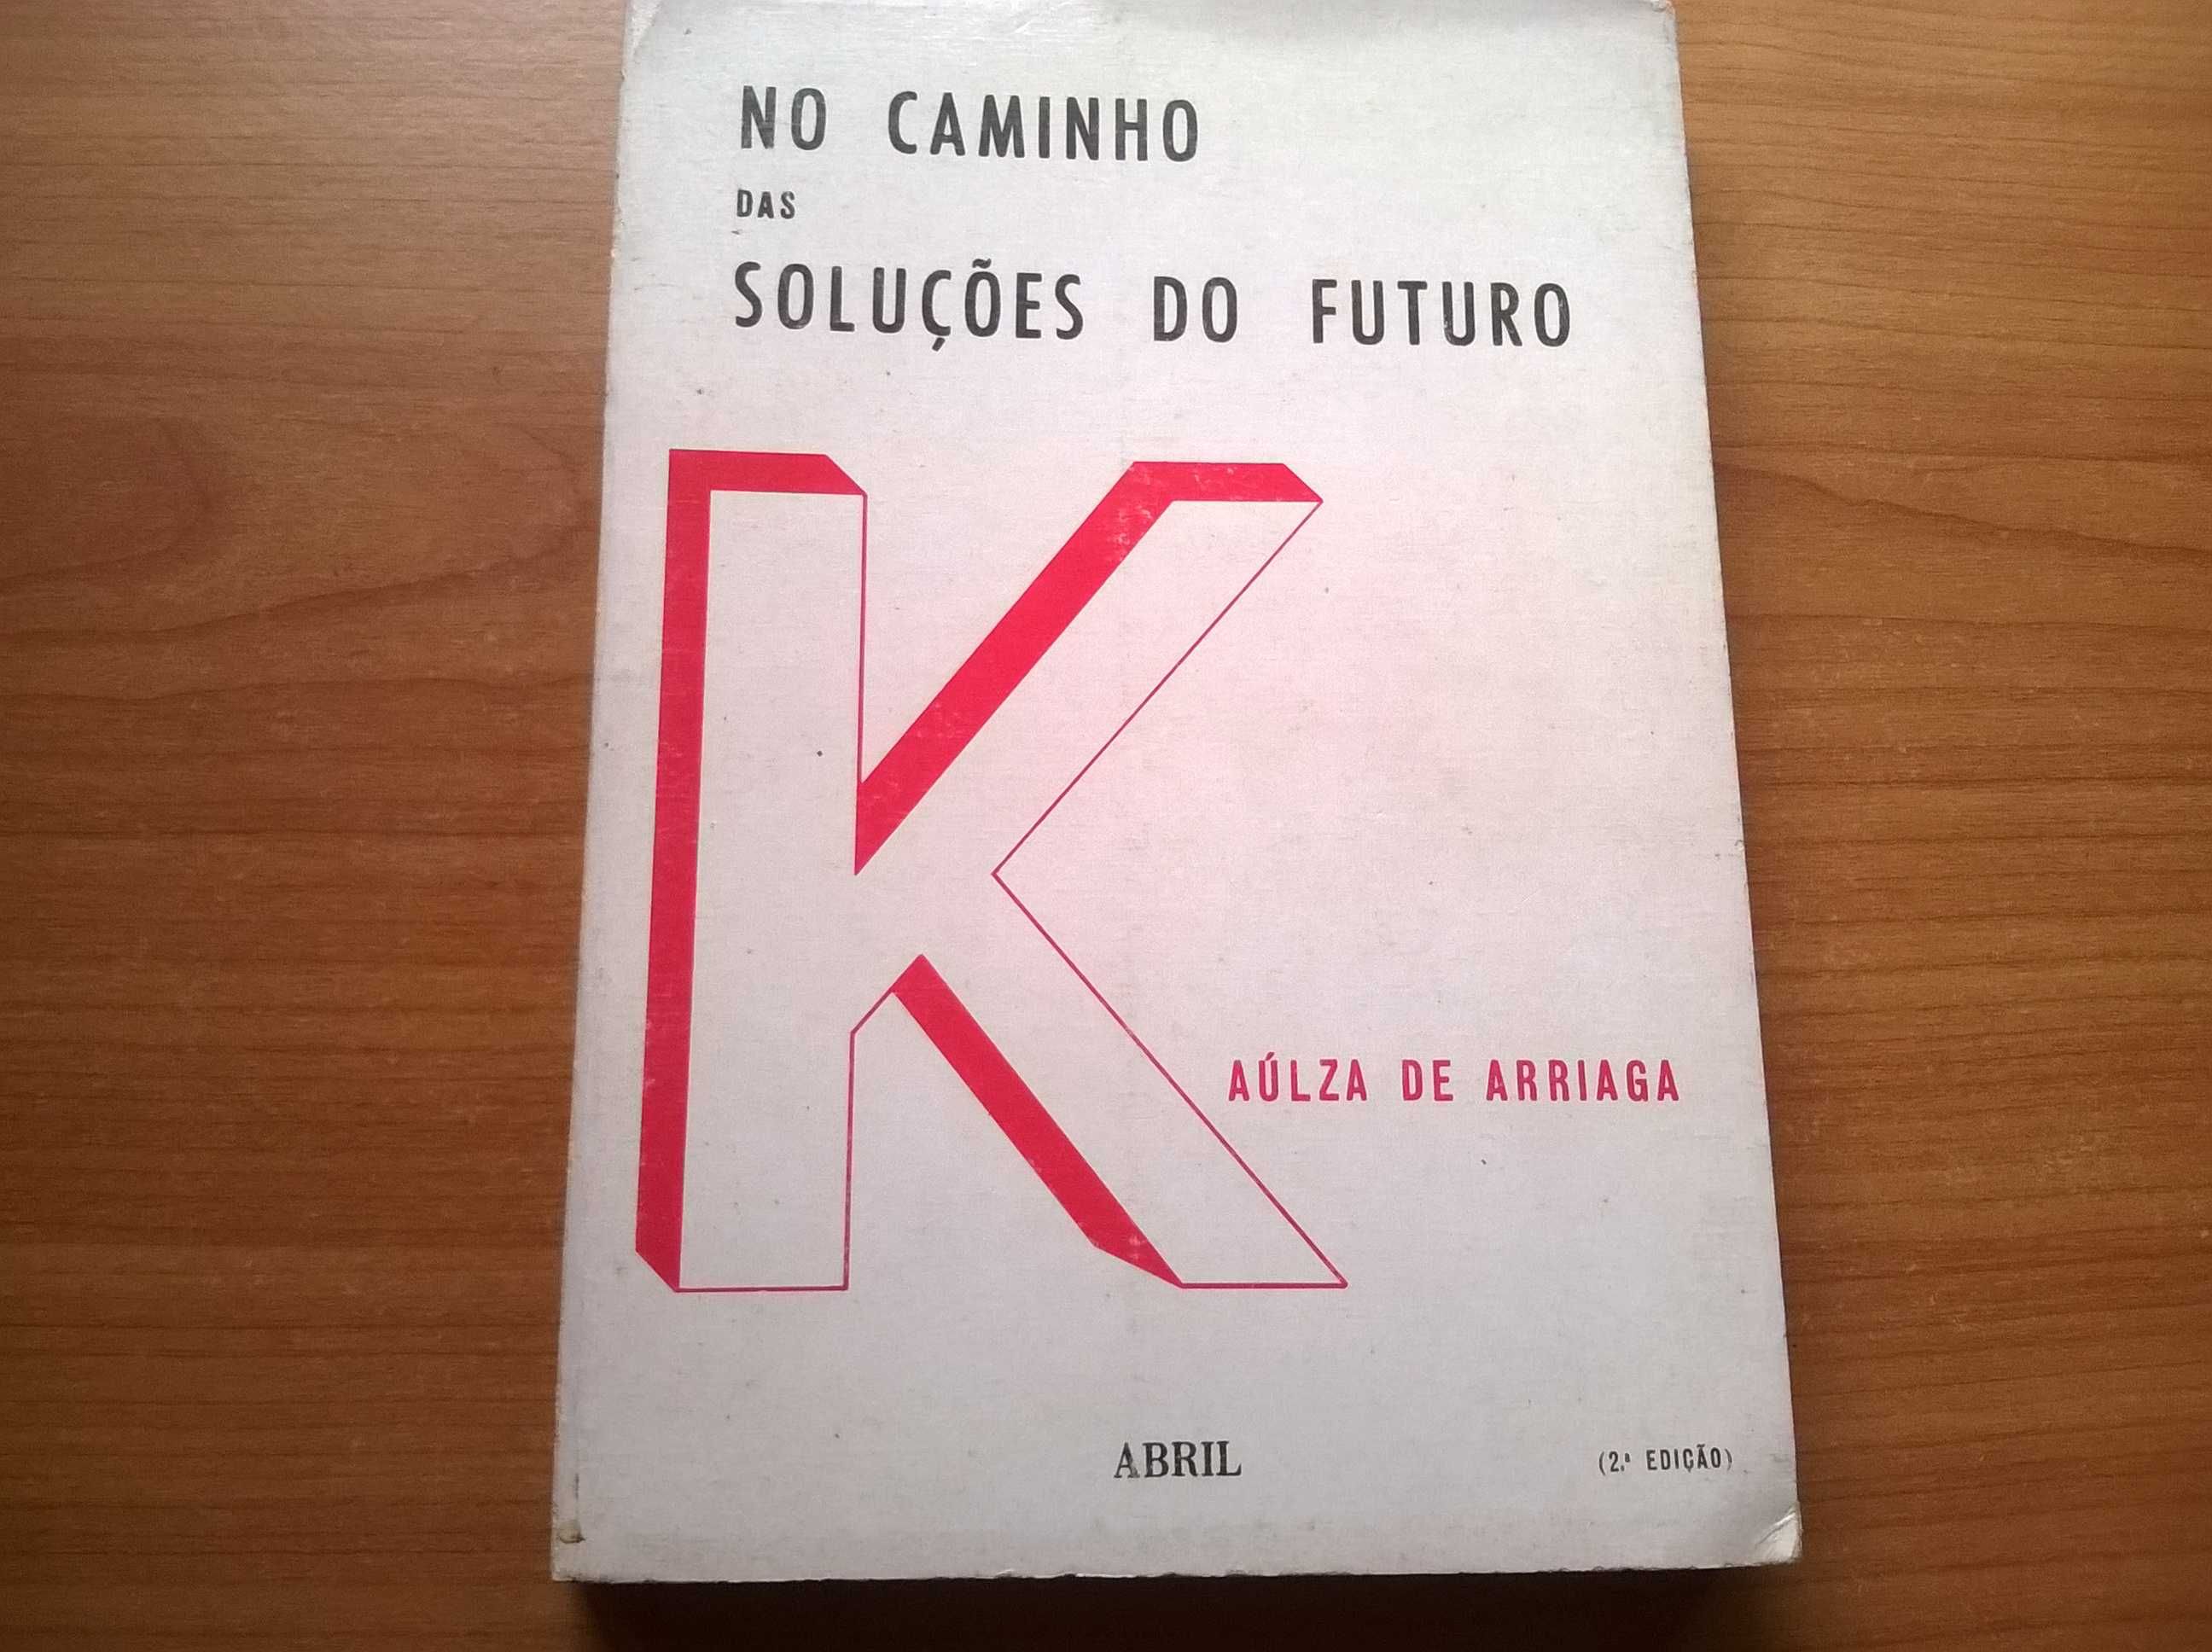 NO CAMINHO
DAS
SOLUÇÕES DO FUTURO
K
AÚLZA DE ARRIAGA
ABRIL
(2.ª EDIÇÃO)